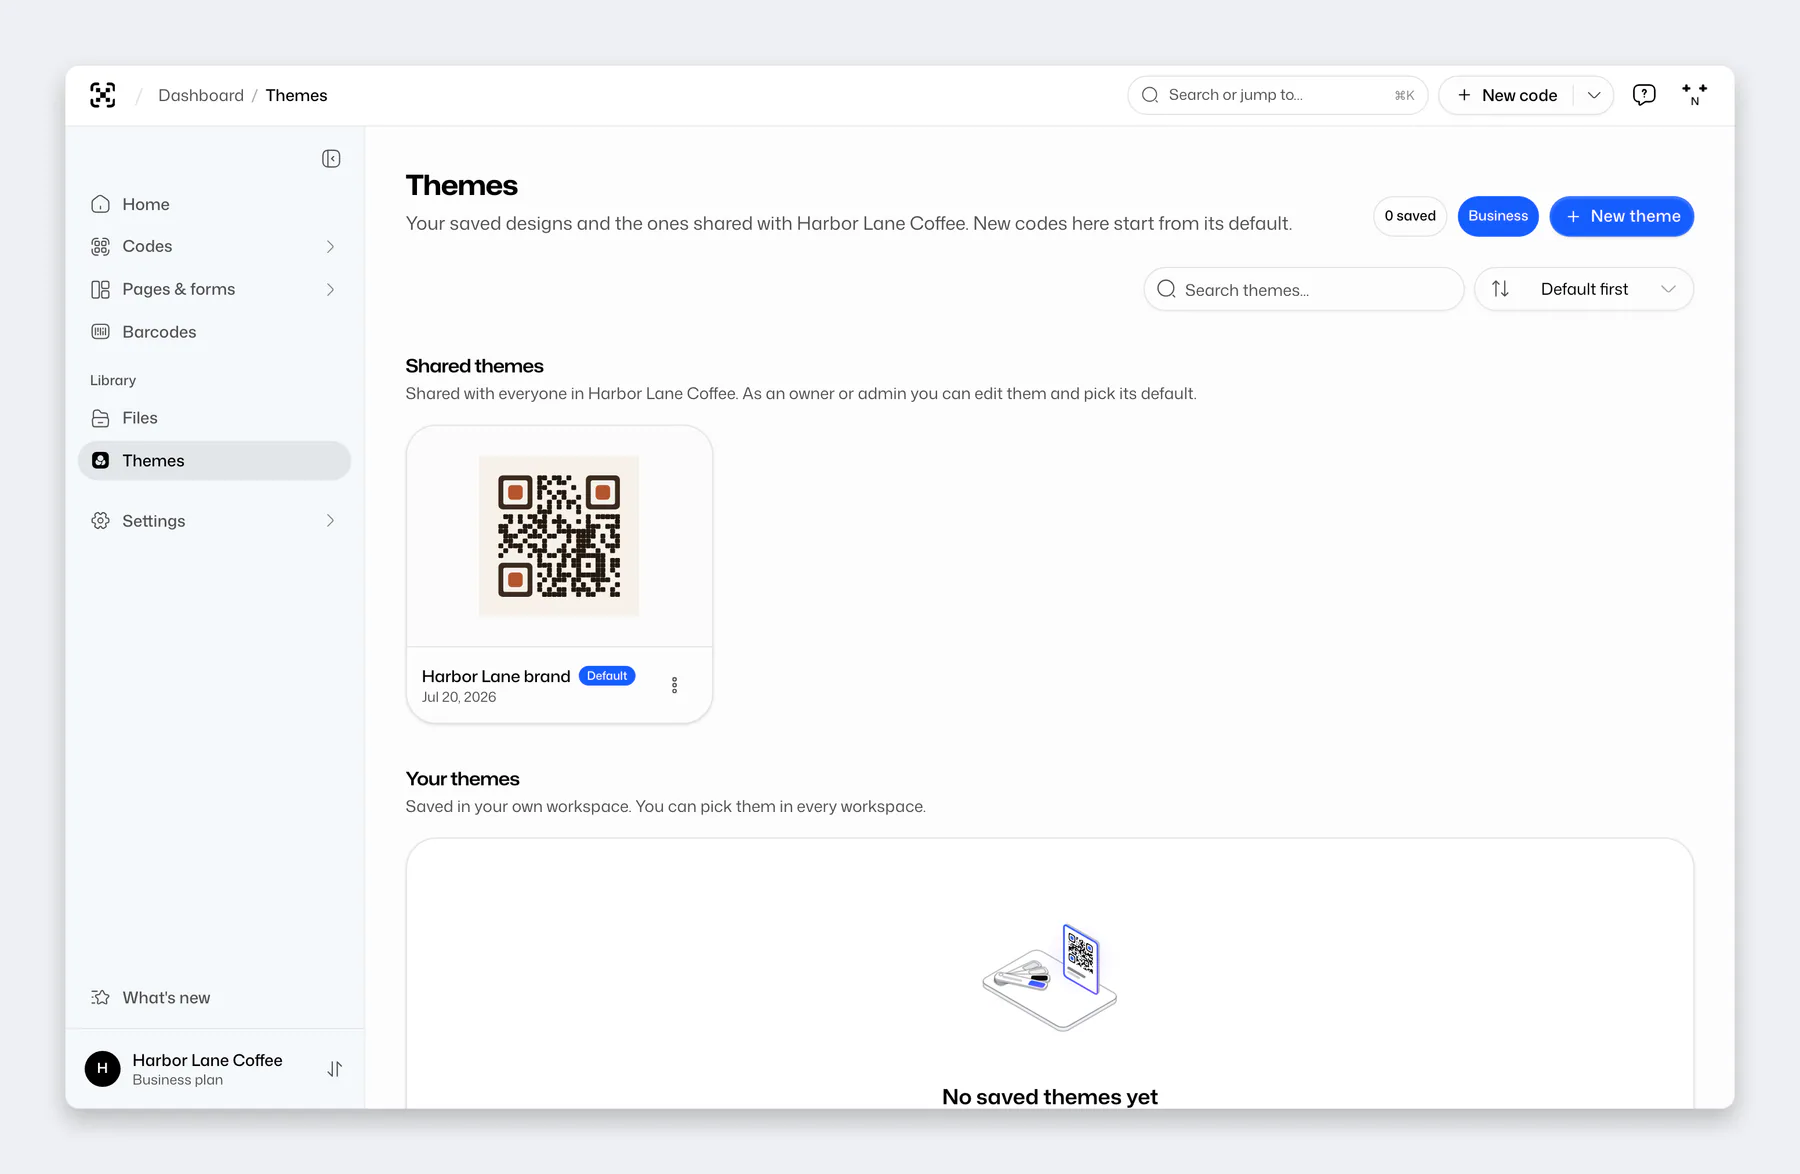 Dashboard / Themes
Search or jump to... ⌘K
New code
N
Home
Codes
Pages & forms
Barcodes
Library
Files
Themes
Settings
What's new
H
Harbor Lane Coffee
Business plan
Themes
Your saved designs and the ones shared with Harbor Lane Coffee. New codes here start from its default.
0 saved
Business
New theme
Search themes...
Default first
Shared themes
Shared with everyone in Harbor Lane Coffee. As an owner or admin you can edit them and pick its default.
Harbor Lane brand Default
Jul 20, 2026
Your themes
Saved in your own workspace. You can pick them in every workspace.
No saved themes yet